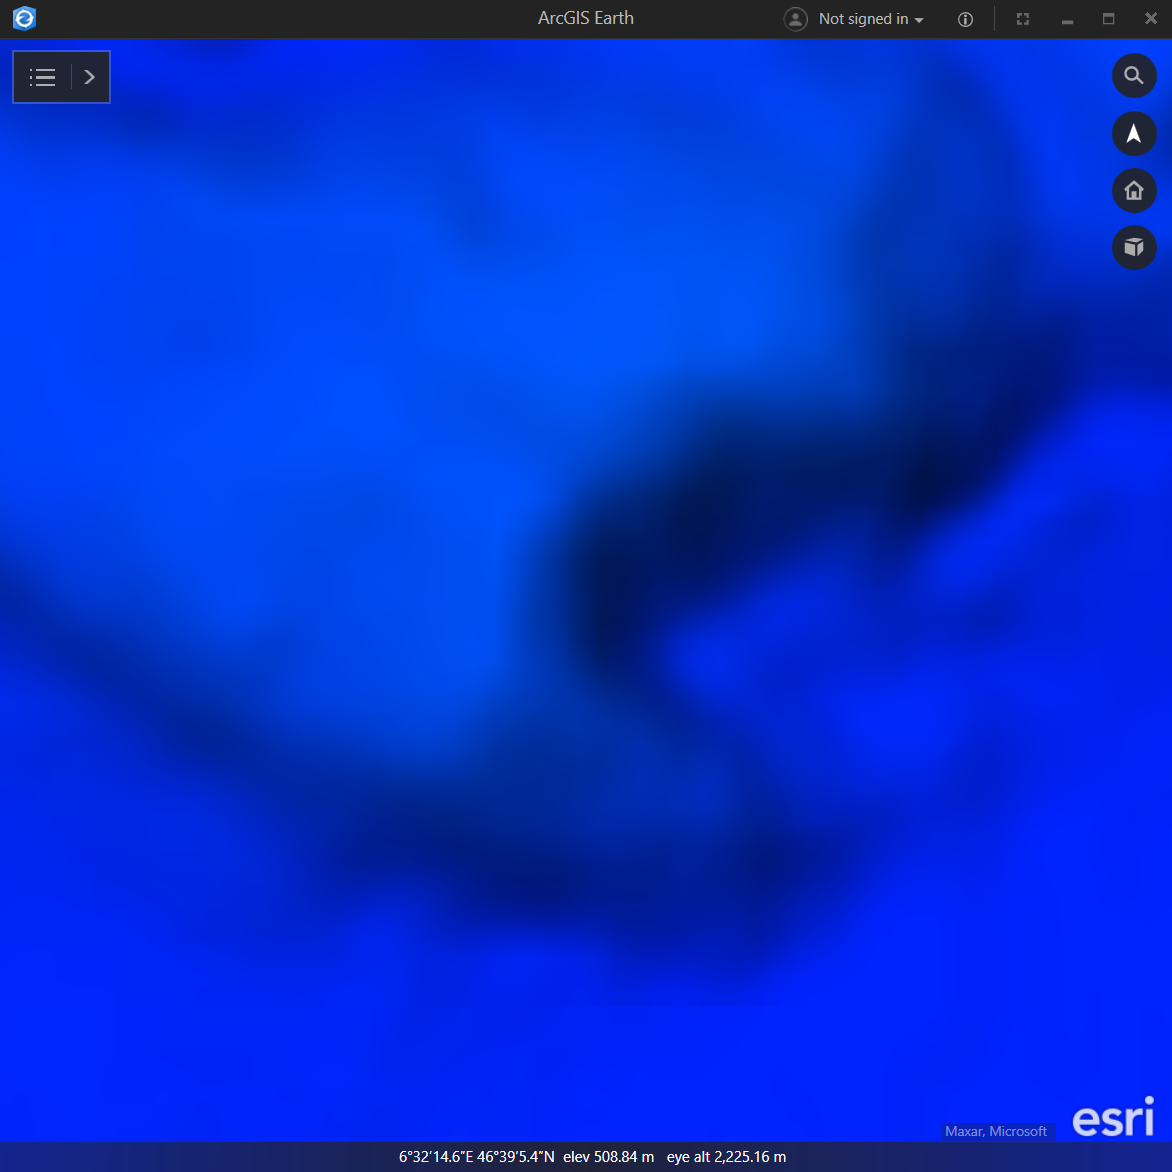 ArcGIS Earth
Not signed in
Maxar, Microsoft
esri
6°32'14.6"E 46°39'5.4"N elev 508.84 m eye alt 2,225.16 m